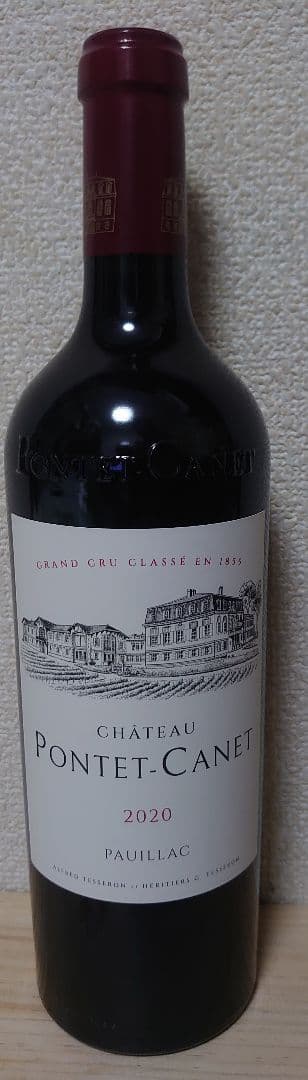 PONTET-CANET
GRAND CRU CLASSÉ EN 1855
CHÂTEAU
PONTET-CANET
2020
PAUILLAC
ALFRED TESSERON ET HÉRITIERS G. TESSERON